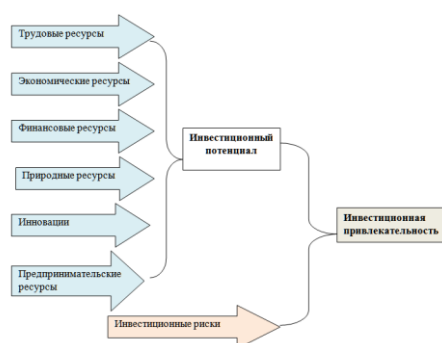 Трудовые ресурсы
Экономические ресурсы
Финансовые ресурсы
Инвестиционный
потенциал
Природные ресурсы
Инновации
Инвестиционная
привлекательность
Предпринимательские
ресурсы
Инвестиционные риски